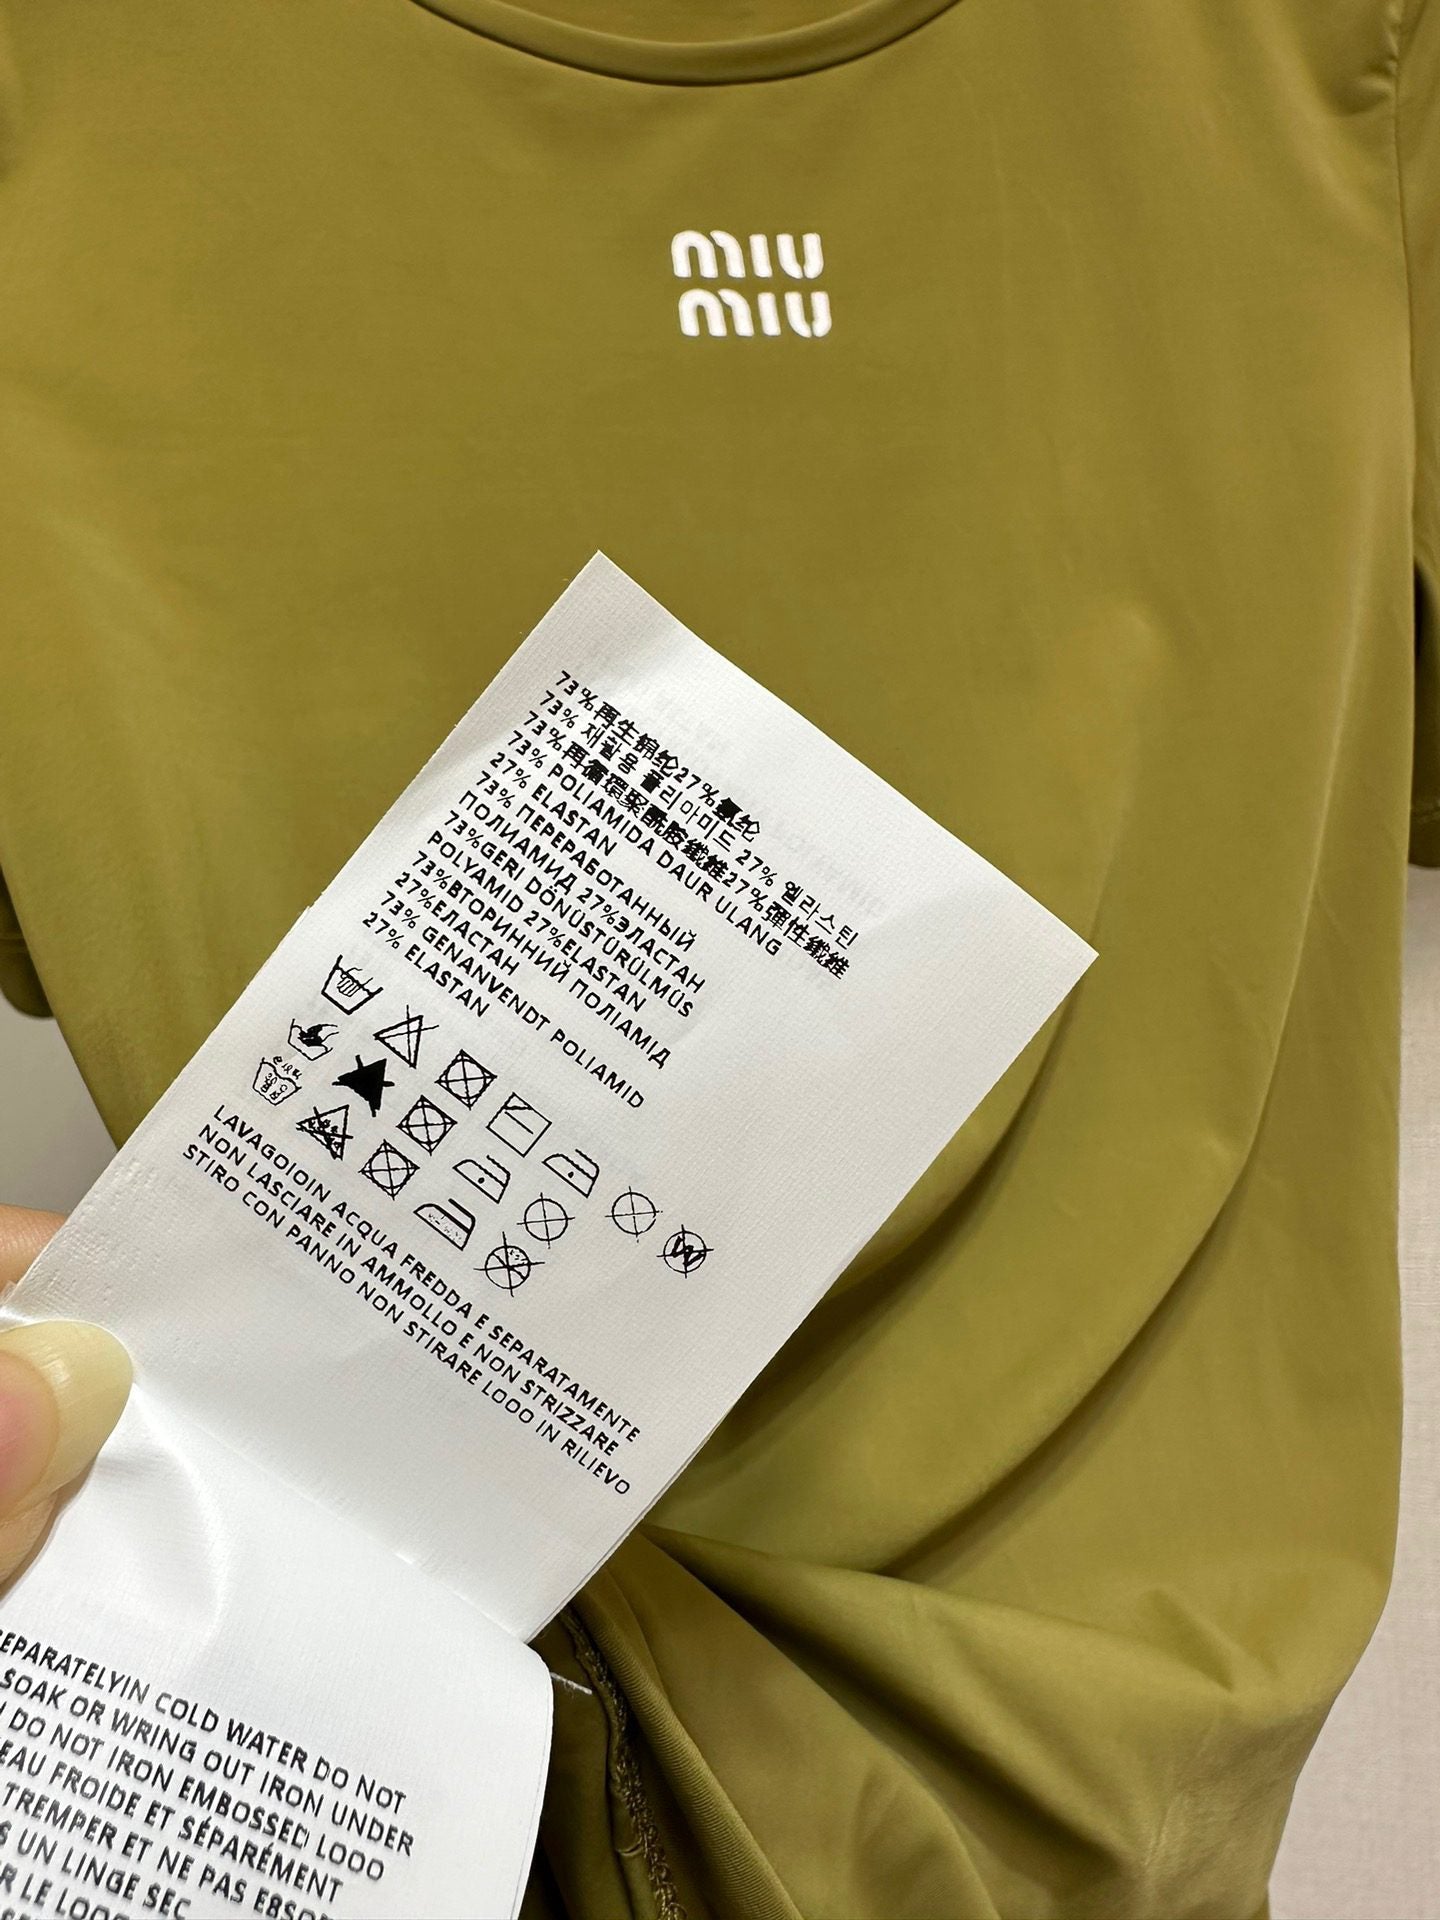 miu
miu
73%再生锦纶27%氨纶
73% 재활용 폴리아미드 27% 엘라스틴
73%再循環聚酰胺纖維27%彈性纖維
73% POLIAMIDA DAUR ULANG
27% ELASTAN
73% ПЕРЕРАБОТАННЫЙ
ПОЛИАМИД 27%ЭЛАСТАН
73%GERI DÖNÜSTÜRÜLMÜS
POLYAMID 27%ELASTAN
73%ВТОРИННИЙ ПОЛІАМІД
27%ЕЛАСТАН
73% GENANVENDT POLIAMID
27% ELASTAN
W
LAVAGOIOIN ACQUA FREDDA E SEPARATAMENTE
NON LASCIARE IN AMMOLLO E NON STRIZZARE
STIRO CON PANNO NON STIRARE LOOO IN RILIEVO
EPARATELYIN COLD WATER DO NOT
SOAK OR WRING OUT IRON UNDER
DO NOT IRON EMBOSSED LOOO
EAU FROIDE ET SÉPARÉMENT
TREMPER ET NE PAS
UN LINGE SEC
R LE LOOO